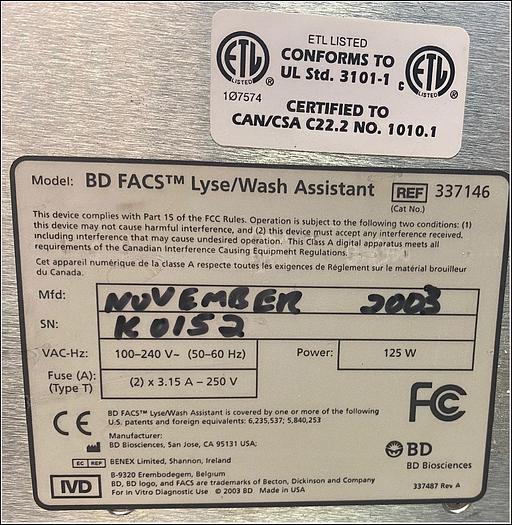 ETL LISTED
CONFORMS TO
UL Std. 3101-1
ETL
LISTED
®
107574
c
ETL
LISTED
®
CERTIFIED TO
CAN/CSA C22.2 NO. 1010.1
Model: BD FACS™ Lyse/Wash Assistant REF 337146
(Cat No.)
This device complies with Part 15 of the FCC Rules. Operation is subject to the following two conditions: (1)
this device may not cause harmful interference, and (2) this device must accept any interference received,
including interference that may cause undesired operation. This Class A digital apparatus meets all
requirements of the Canadian Interference Causing Equipment Regulations.
Cet appareil numérique de la classe A respecte toutes les exigences de Règlement sur le matérial brouilleur
du Canada.
Mfd: NOVEMBER 2003
SN: K0152
VAC-Hz: 100–240 V~ (50–60 Hz) Power: 125 W
Fuse (A): (2) x 3.15 A – 250 V
(Type T)
CE
FC
BD FACS™ Lyse/Wash Assistant is covered by one or more of the following
U.S. patents and foreign equivalents: 6,235,537; 5,840,253
Manufacturer:
BD Biosciences, San Jose, CA 95131 USA;
EC REP BENEX Limited, Shannon, Ireland
B-9320 Erembodegem, Belgium
BD, BD logo, and FACS are trademarks of Becton, Dickinson and Company
IVD For In Vitro Diagnostic Use © 2003 BD Made in USA
BD
BD Biosciences
337487 Rev A